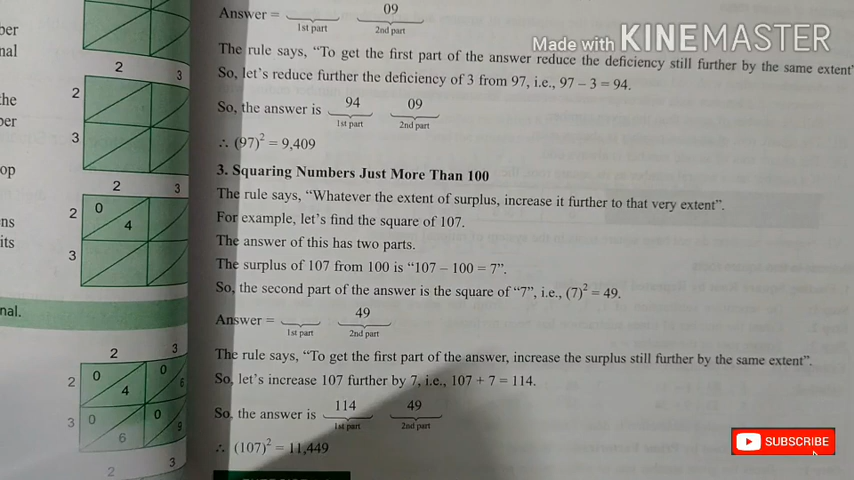 ber
nal
the
per
op
ns
its
nal.
2 3
2
3
2 3
2 0 4
3
2 3
2 0 4 0 6
3 0 6 0 9
2 3
Answer = 09
1st part 2nd part
The rule says, “To get the first part of the answer reduce the deficiency still further by the same extent”
So, let’s reduce further the deficiency of 3 from 97, i.e., 97 – 3 = 94.
So, the answer is 94 09
1st part 2nd part
∴ (97)² = 9,409
3. Squaring Numbers Just More Than 100
The rule says, “Whatever the extent of surplus, increase it further to that very extent”.
For example, let’s find the square of 107.
The answer of this has two parts.
The surplus of 107 from 100 is “107 – 100 = 7”.
So, the second part of the answer is the square of “7”, i.e., (7)² = 49.
Answer = 49
1st part 2nd part
The rule says, “To get the first part of the answer, increase the surplus still further by the same extent”.
So, let’s increase 107 further by 7, i.e., 107 + 7 = 114.
So, the answer is 114 49
1st part 2nd part
∴ (107)² = 11,449
Made with KINEMASTER
SUBSCRIBE